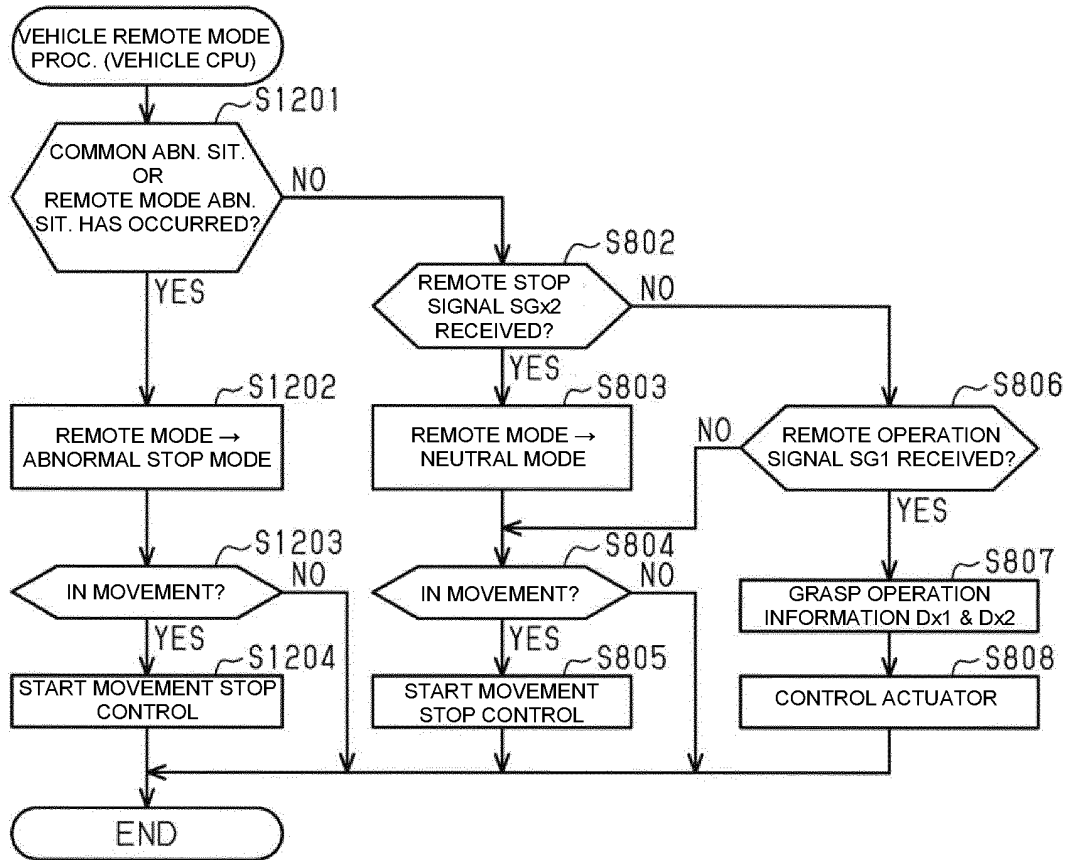 VEHICLE REMOTE MODE
PROC. (VEHICLE CPU)
S1201
COMMON ABN. SIT.
OR
REMOTE MODE ABN.
SIT. HAS OCCURRED?
NO
YES
S802
REMOTE STOP
SIGNAL SGx2
RECEIVED?
NO
YES
S1202
REMOTE MODE →
ABNORMAL STOP MODE
S803
REMOTE MODE →
NEUTRAL MODE
S806
REMOTE OPERATION
SIGNAL SG1 RECEIVED?
NO
YES
S1203
IN MOVEMENT?
NO
YES
S804
IN MOVEMENT?
NO
YES
S807
GRASP OPERATION
INFORMATION Dx1 & Dx2
S1204
START MOVEMENT STOP
CONTROL
S805
START MOVEMENT
STOP CONTROL
S808
CONTROL ACTUATOR
END